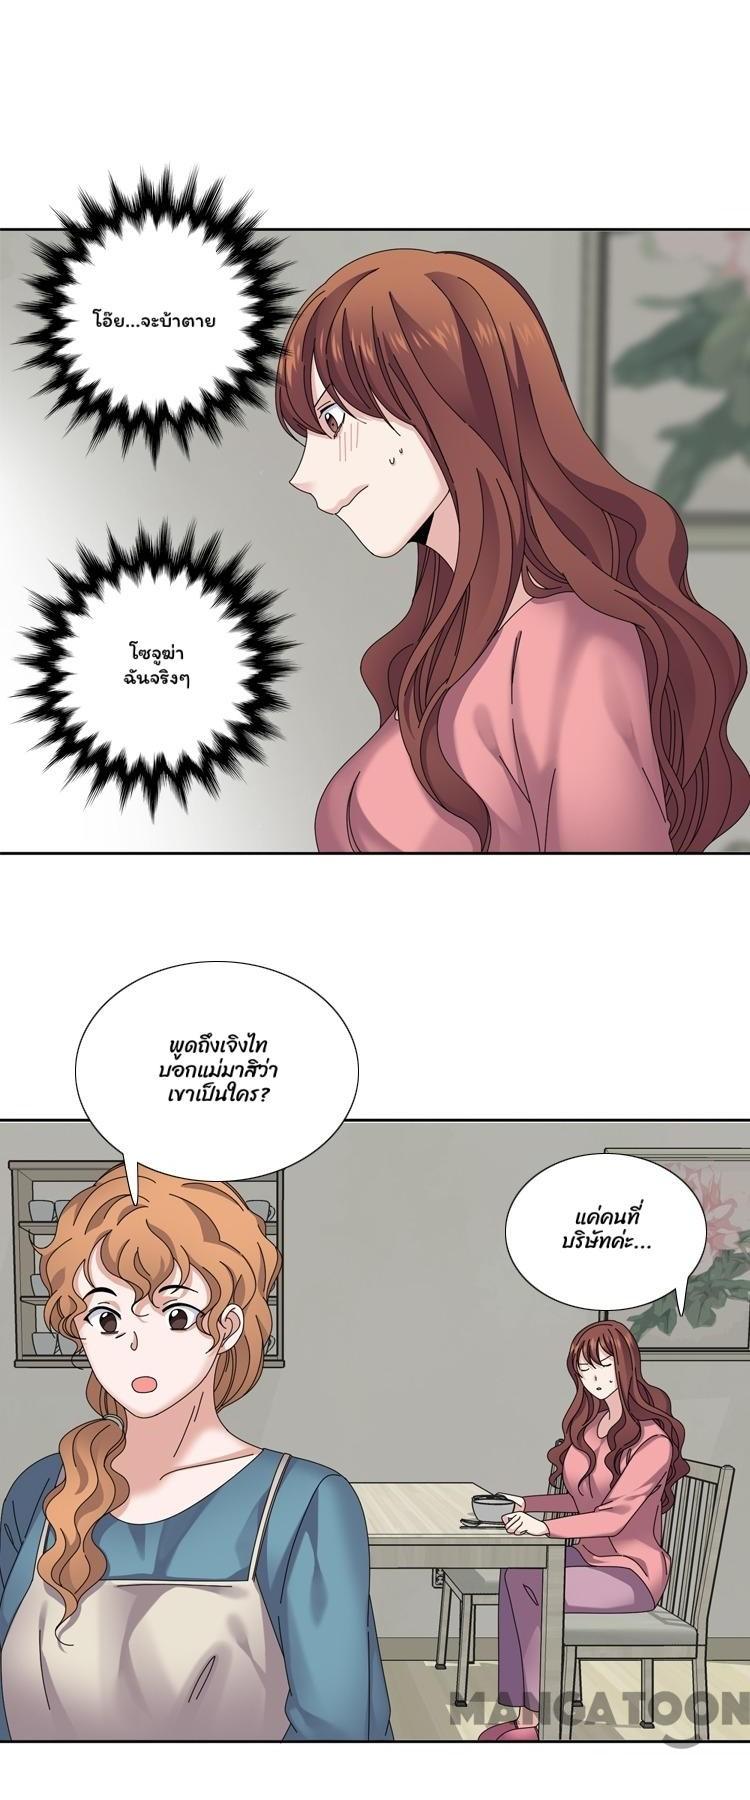 โอ๊ย...จะบ้าตาย
โซจูฆ่า
ฉันจริงๆ
พูดถึงเจิงไท
บอกแม่มาสิว่า
เขาเป็นใคร?
แค่คนที่
บริษัทค่ะ...
MANGATOON